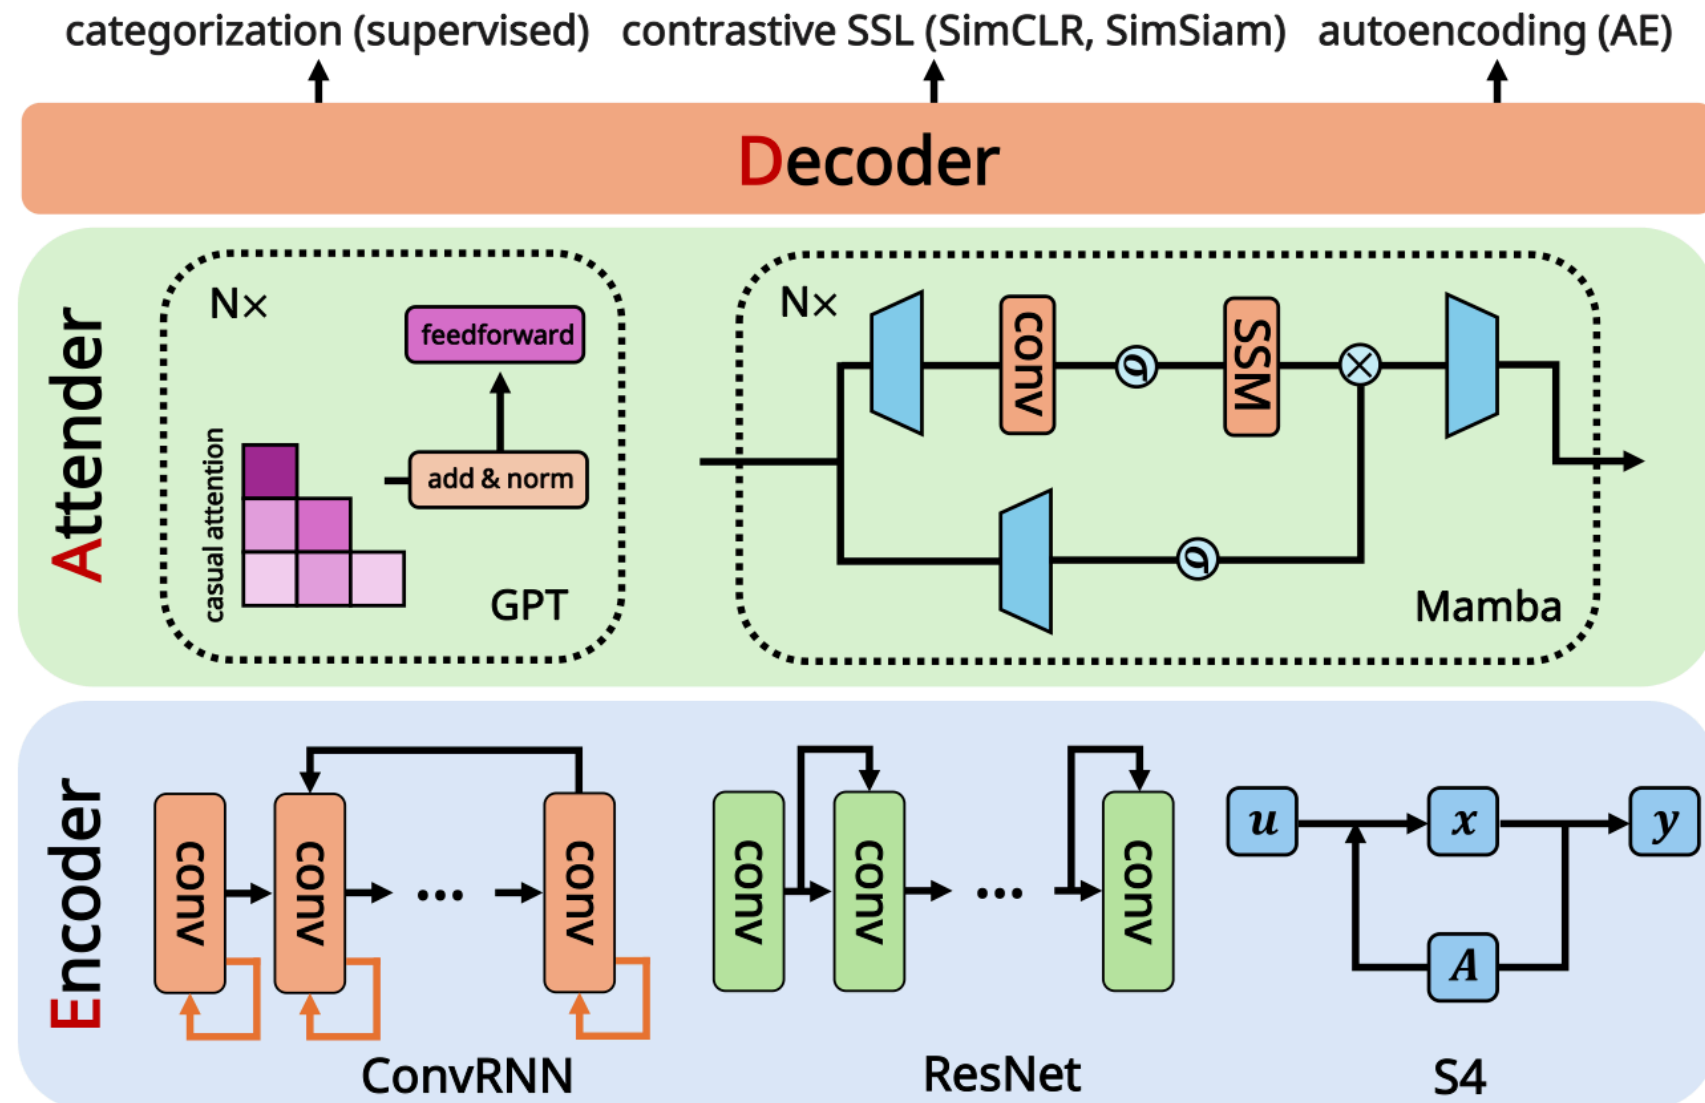 categorization (supervised) contrastive SSL (SimCLR, SimSiam) autoencoding (AE)
Decoder
Attender
N×
feedforward
add & norm
casual attention
GPT
N×
conv
σ
SSM
×
σ
Mamba
Encoder
conv
conv
...
conv
ConvRNN
conv
conv
...
conv
ResNet
u
x
y
A
S4